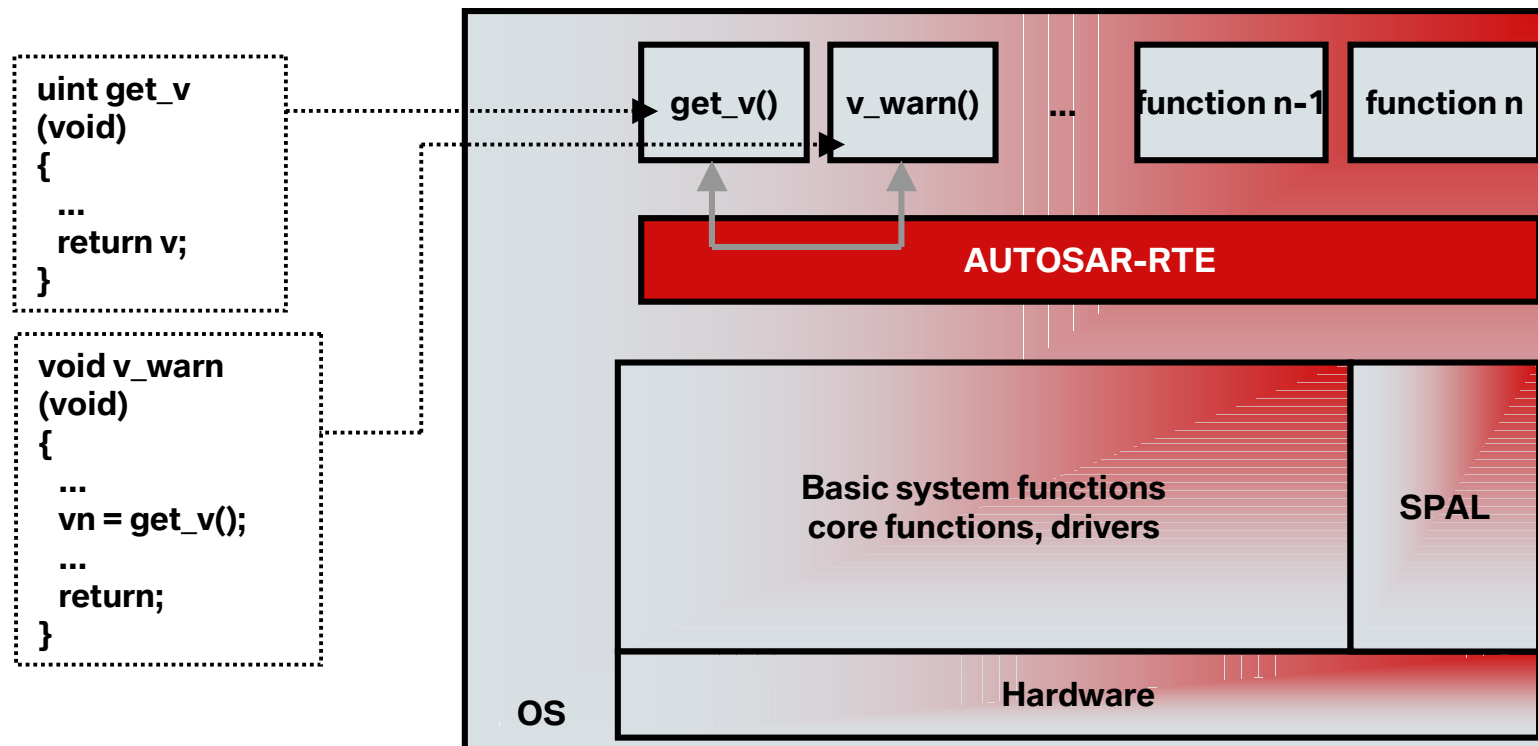 uint get_v
(void)
{
...
return v;
}
void v_warn
(void)
{
...
vn = get_v();
...
return;
}
get_v()
v_warn()
...
function n-1
function n
AUTOSAR-RTE
Basic system functions
core functions, drivers
SPAL
Hardware
OS